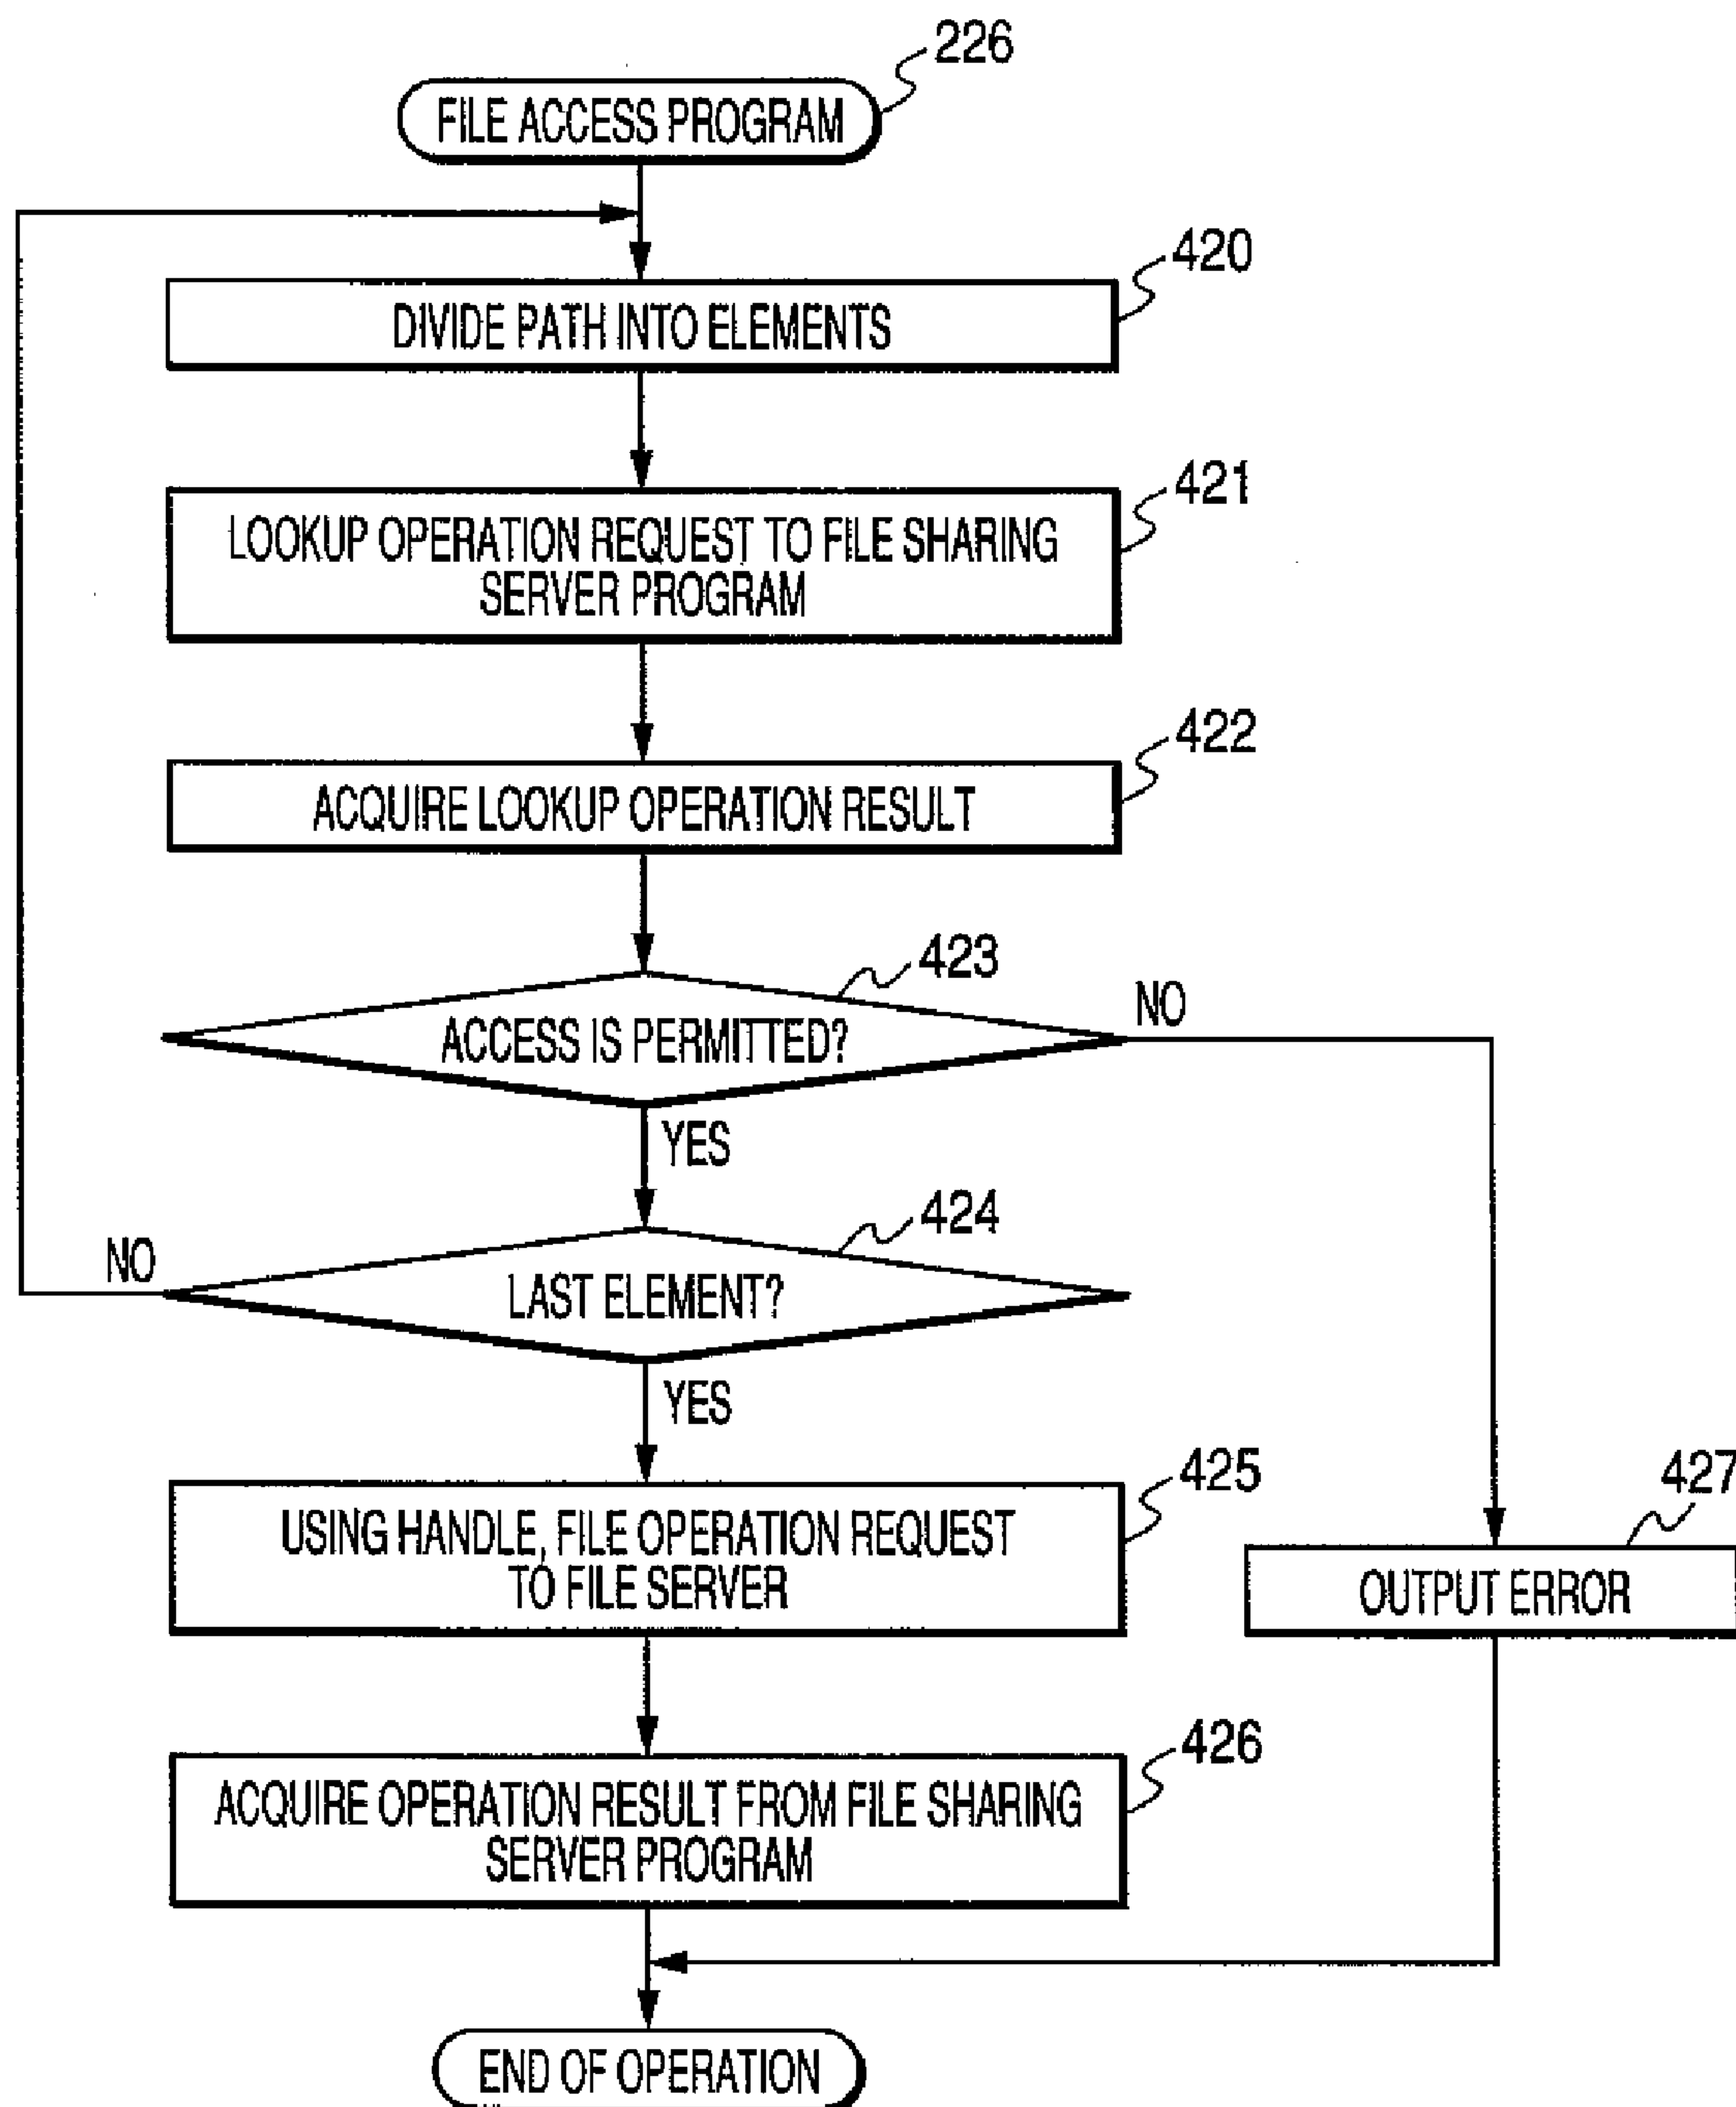 226
FILE ACCESS PROGRAM
420
DIVIDE PATH INTO ELEMENTS
421
LOOKUP OPERATION REQUEST TO FILE SHARING
SERVER PROGRAM
422
ACQUIRE LOOKUP OPERATION RESULT
423
NO
ACCESS IS PERMITTED?
YES
424
NO
LAST ELEMENT?
YES
425
USING HANDLE, FILE OPERATION REQUEST
TO FILE SERVER
427
OUTPUT ERROR
426
ACQUIRE OPERATION RESULT FROM FILE SHARING
SERVER PROGRAM
END OF OPERATION